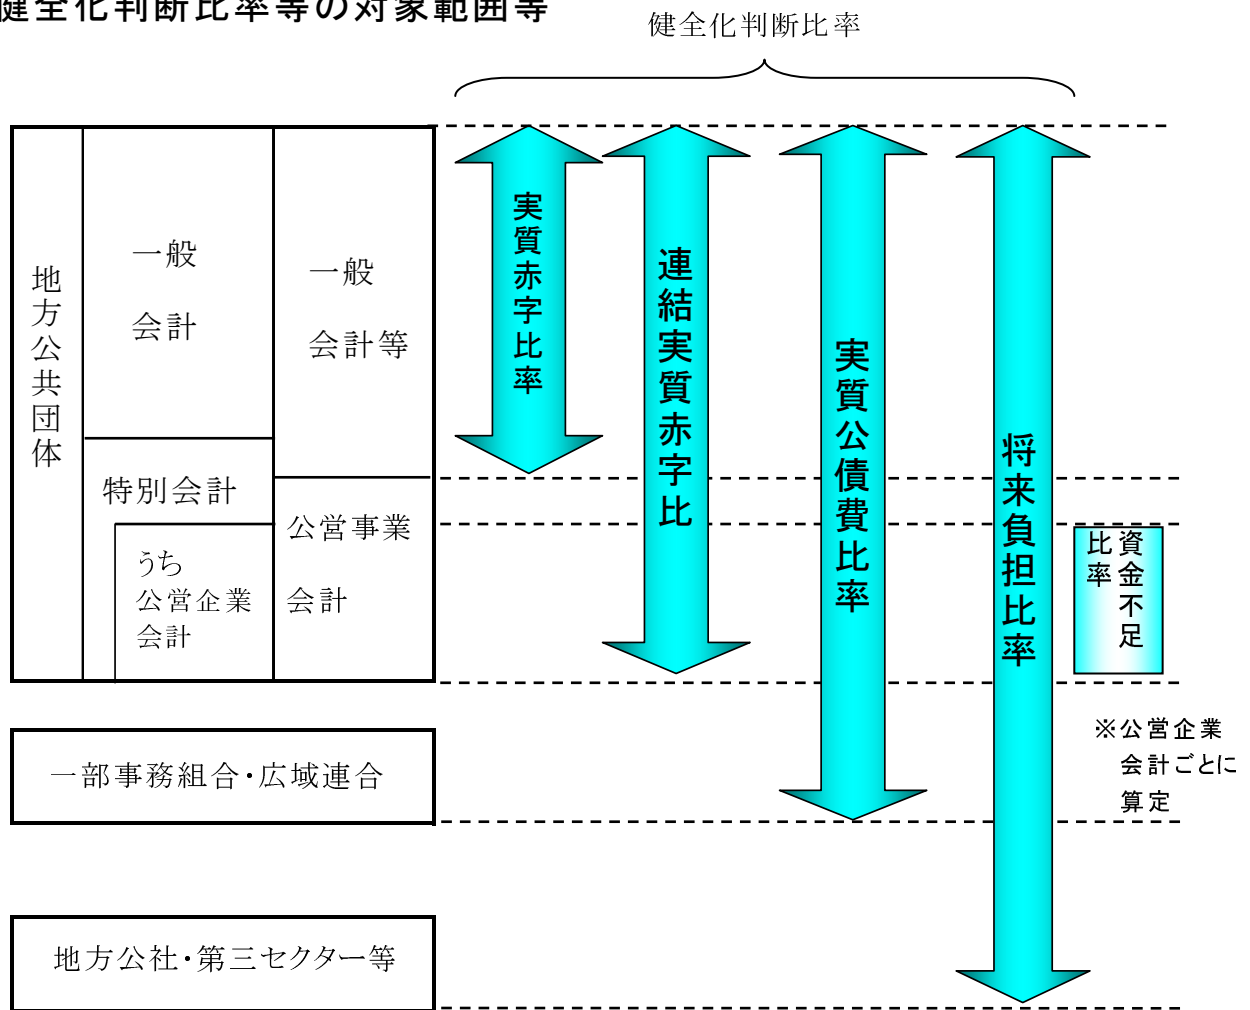 健全化判断比率等の対象範囲等
健全化判断比率
地方公共団体
一般
会計
一般
会計等
特別会計
うち
公営企業
会計
公営事業
会計
実質赤字比率
連結実質赤字比
実質公債費比率
将来負担比率
資金不足
比率
※公営企業
会計ごとに
算定
一部事務組合・広域連合
地方公社・第三セクター等